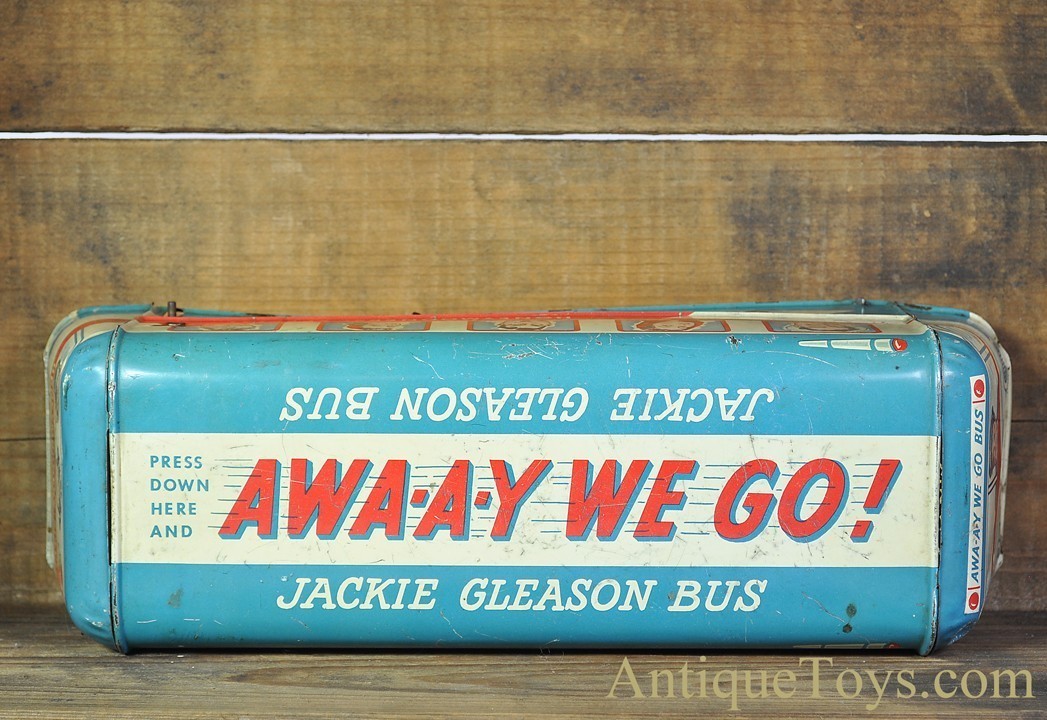 JACKIE GLEASON BUS
PRESS
DOWN
HERE
AND
AWA·A·Y WE GO!
JACKIE GLEASON BUS
AWA-A-Y WE GO BUS
AntiqueToys.com